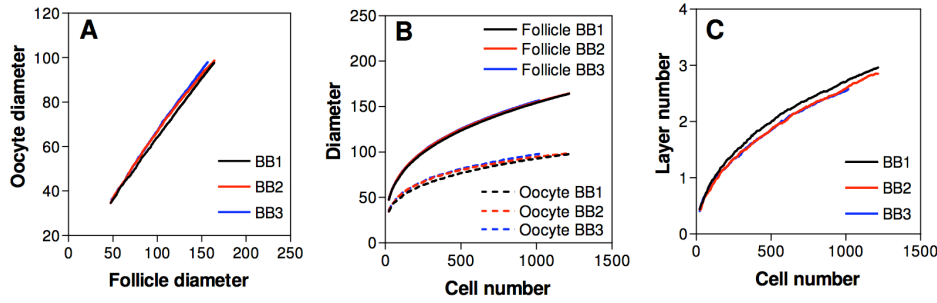 A
Oocyte diameter
120
100
80
60
40
20
0
50
100
150
200
250
Follicle diameter
BB1
BB2
BB3
B
Diameter
250
200
150
100
50
0
0
500
1000
1500
Cell number
Follicle BB1
Follicle BB2
Follicle BB3
Oocyte BB1
Oocyte BB2
Oocyte BB3
C
Layer number
4
3
2
1
0
0
500
1000
1500
Cell number
BB1
BB2
BB3